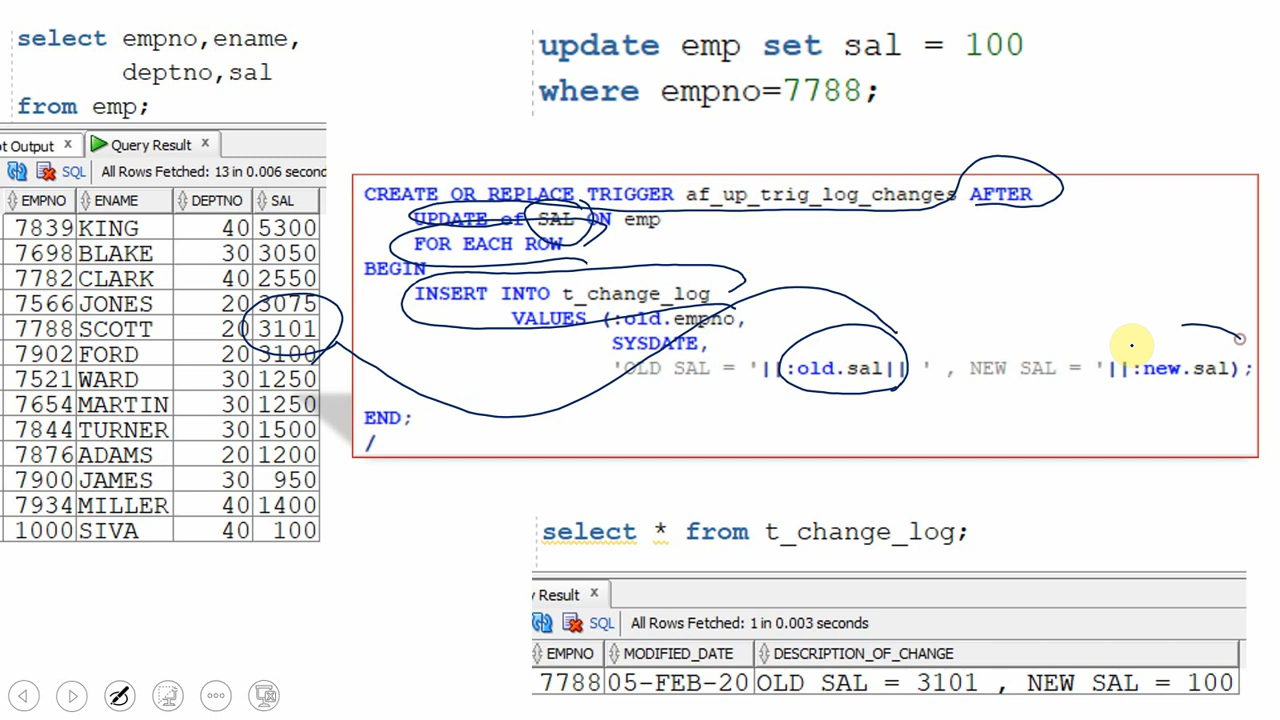 select empno,ename,
deptno,sal
from emp;
update emp set sal = 100
where empno=7788;
t Output x Query Result x
SQL All Rows Fetched: 13 in 0.006 second
EMPNO ENAME DEPTNO SAL
7839 KING 40 5300
7698 BLAKE 30 3050
7782 CLARK 40 2550
7566 JONES 20 3075
7788 SCOTT 20 3101
7902 FORD 20 3100
7521 WARD 30 1250
7654 MARTIN 30 1250
7844 TURNER 30 1500
7876 ADAMS 20 1200
7900 JAMES 30 950
7934 MILLER 40 1400
1000 SIVA 40 100
CREATE OR REPLACE TRIGGER af_up_trig_log_changes AFTER
UPDATE of SAL ON emp
FOR EACH ROW
BEGIN
INSERT INTO t_change_log
VALUES (:old.empno,
SYSDATE,
'OLD SAL = '||:old.sal|| ' , NEW SAL = '||:new.sal);
END;
/
select * from t_change_log;
y Result x
SQL All Rows Fetched: 1 in 0.003 seconds
EMPNO MODIFIED_DATE DESCRIPTION_OF_CHANGE
7788 05-FEB-20 OLD SAL = 3101 , NEW SAL = 100